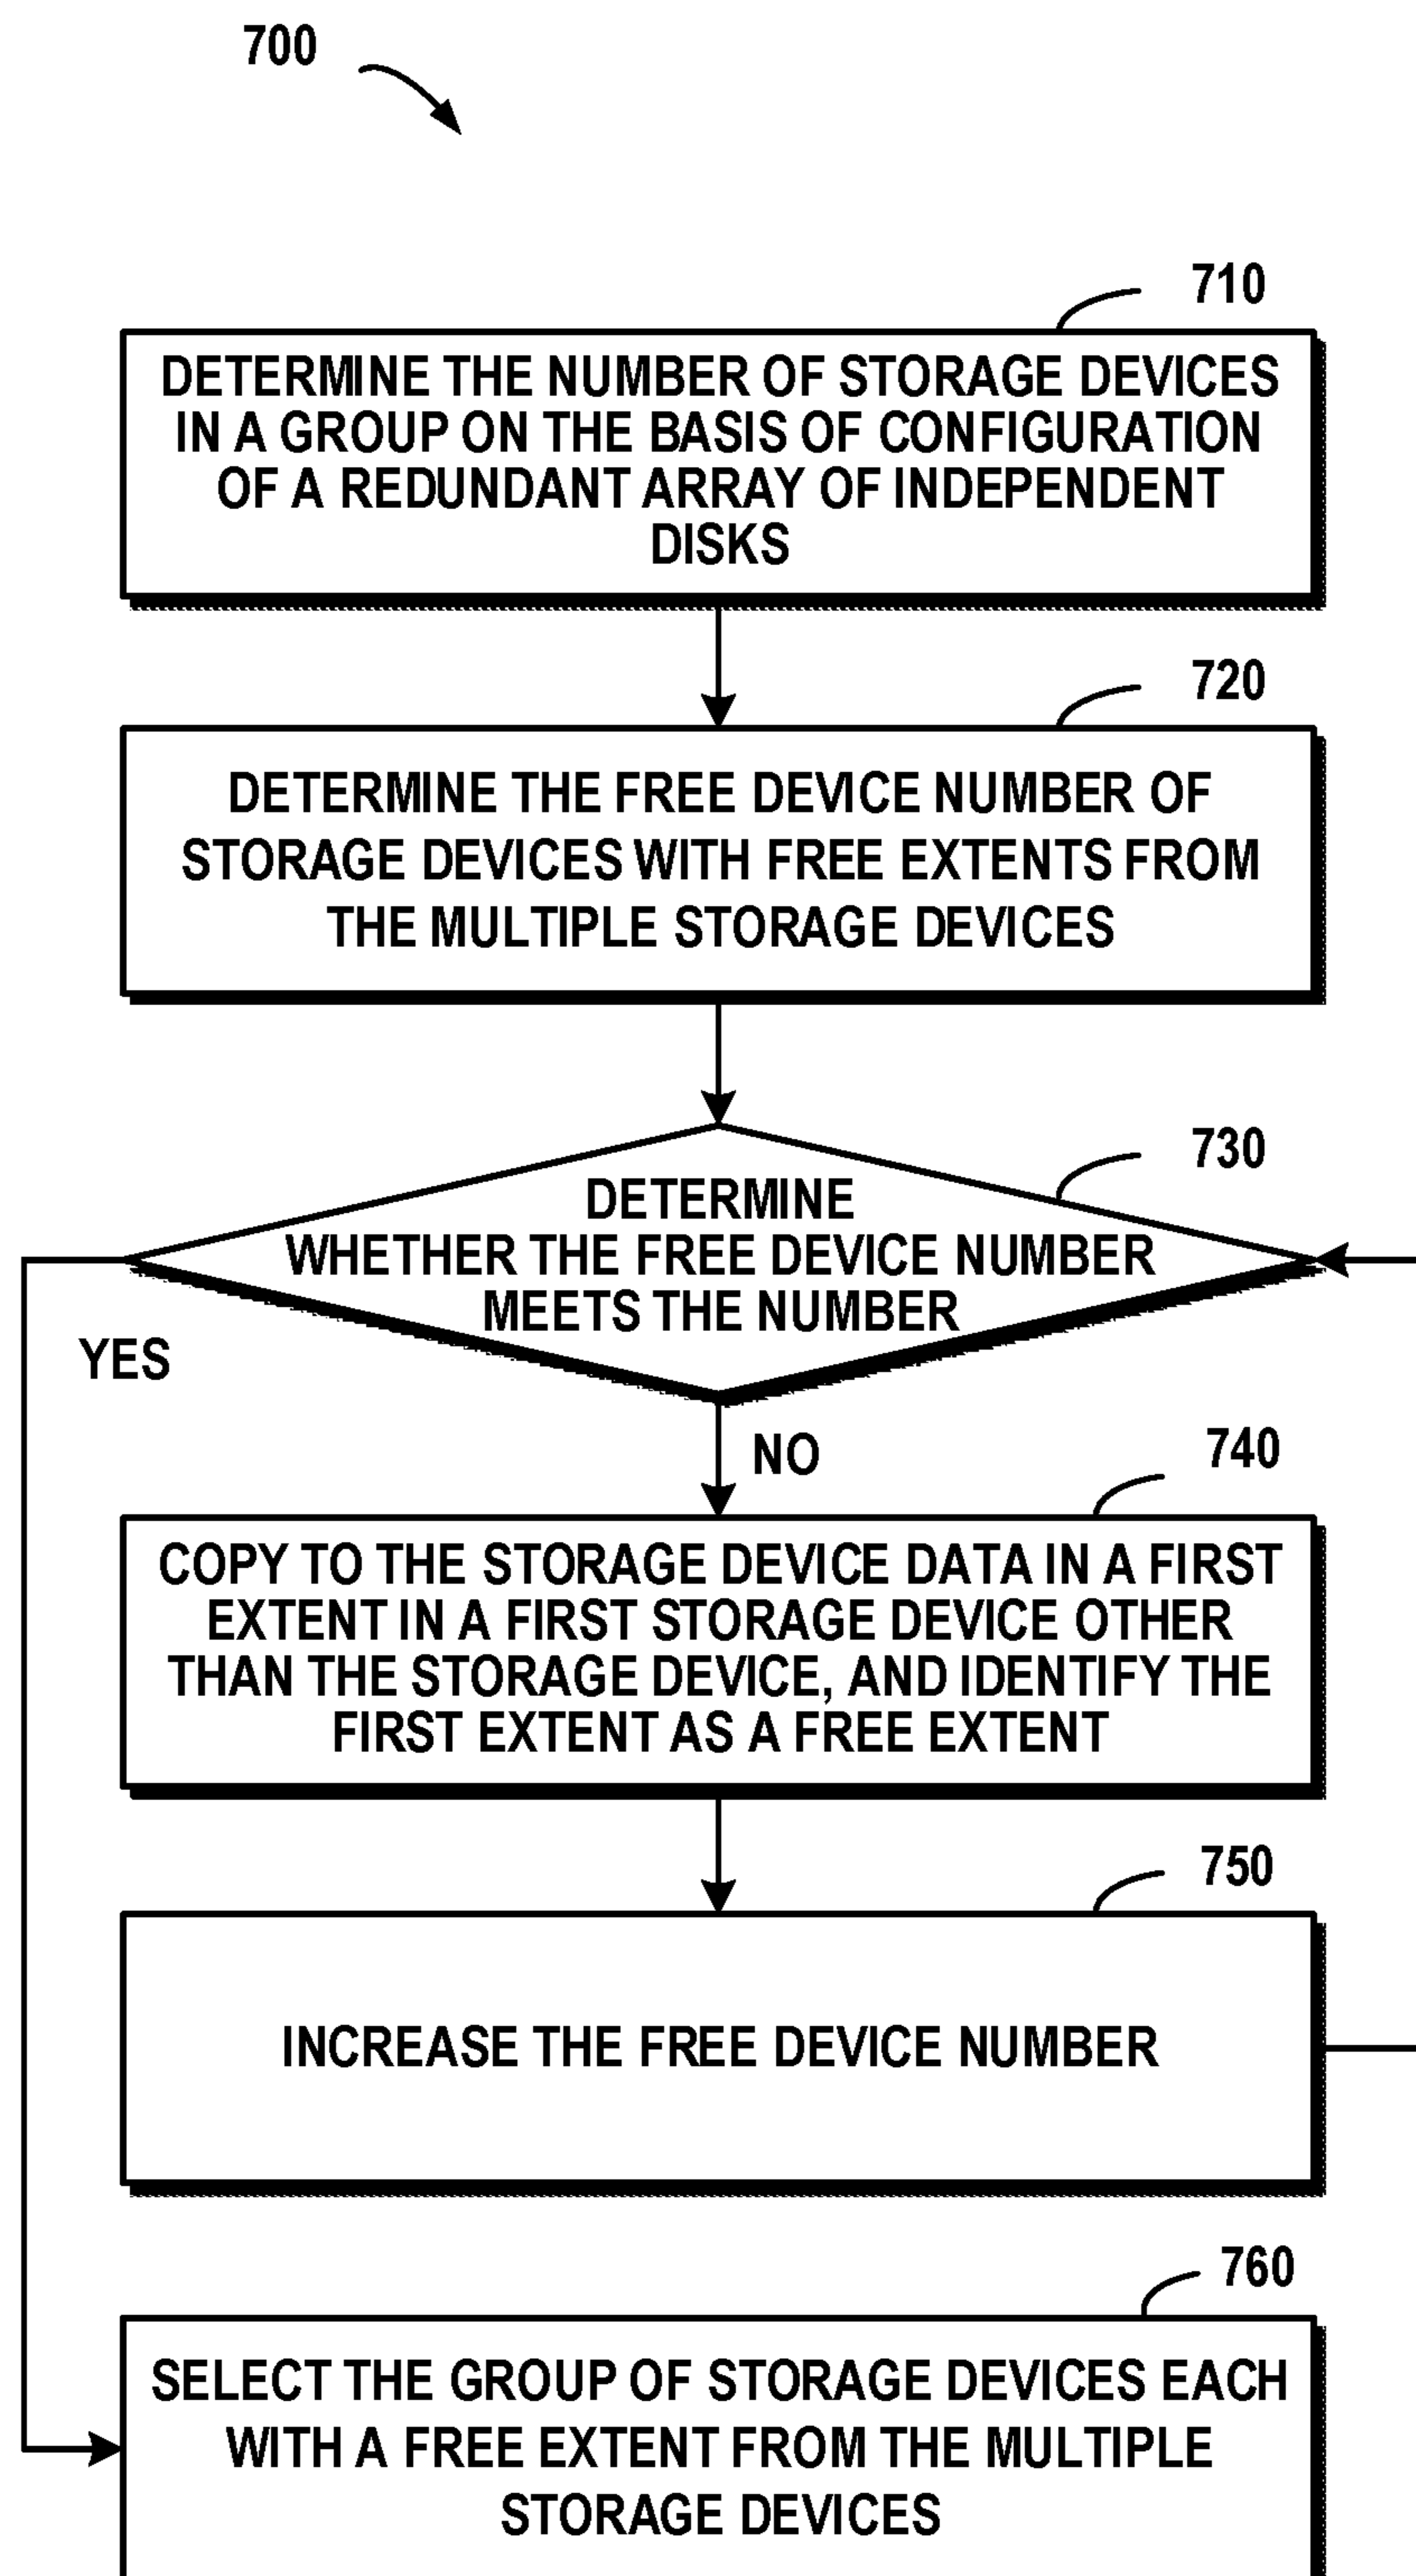 700
710
DETERMINE THE NUMBER OF STORAGE DEVICES
IN A GROUP ON THE BASIS OF CONFIGURATION
OF A REDUNDANT ARRAY OF INDEPENDENT
DISKS
720
DETERMINE THE FREE DEVICE NUMBER OF
STORAGE DEVICES WITH FREE EXTENTS FROM
THE MULTIPLE STORAGE DEVICES
730
DETERMINE
WHETHER THE FREE DEVICE NUMBER
MEETS THE NUMBER
YES
NO
740
COPY TO THE STORAGE DEVICE DATA IN A FIRST
EXTENT IN A FIRST STORAGE DEVICE OTHER
THAN THE STORAGE DEVICE, AND IDENTIFY THE
FIRST EXTENT AS A FREE EXTENT
750
INCREASE THE FREE DEVICE NUMBER
760
SELECT THE GROUP OF STORAGE DEVICES EACH
WITH A FREE EXTENT FROM THE MULTIPLE
STORAGE DEVICES